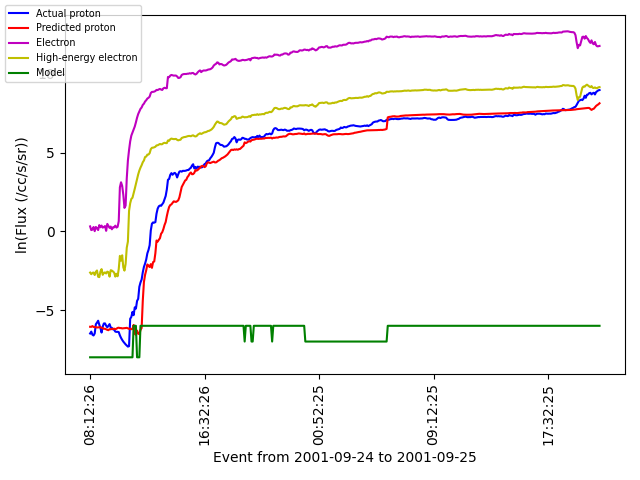 Actual proton
Predicted proton
Electron
High-energy electron
Model
ln(Flux (/cc/s/sr))
5
0
−5
08:12:26
16:32:26
00:52:25
09:12:25
17:32:25
Event from 2001-09-24 to 2001-09-25